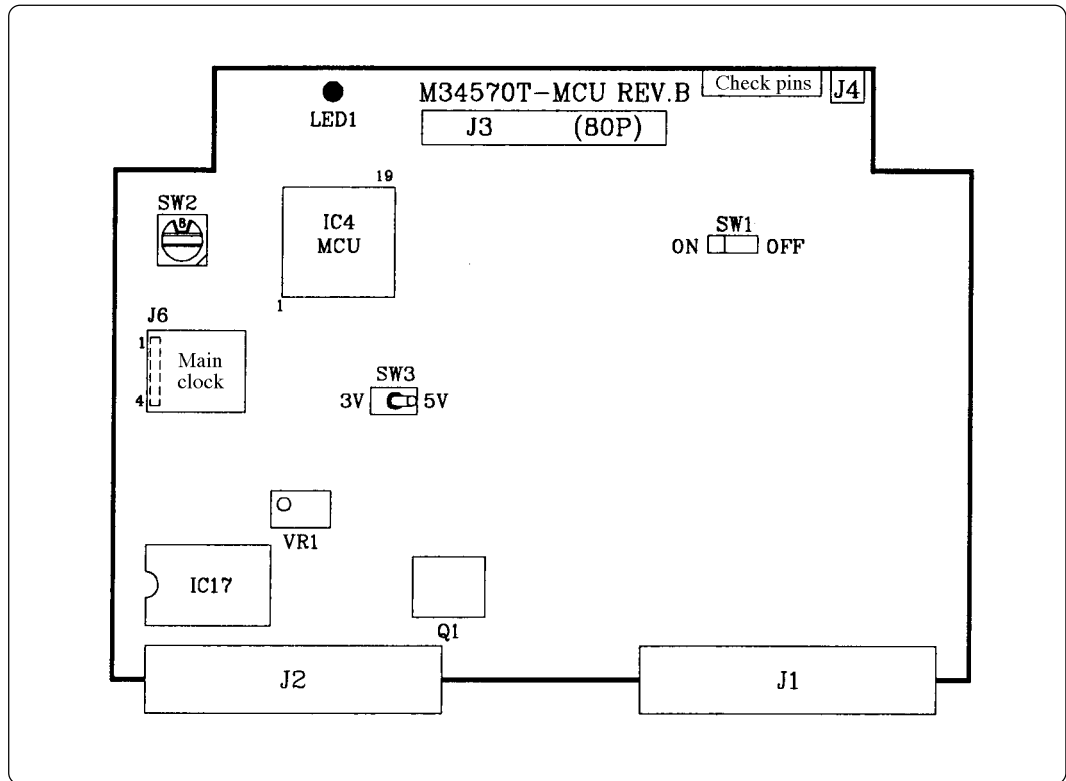 M34570T-MCU REV.B
Check pins
J4
LED1
J3 (80P)
19
SW2
8
IC4
MCU
SW1
ON OFF
1
J6
1
Main
clock
4
SW3
3V 5V
VR1
IC17
Q1
J2
J1